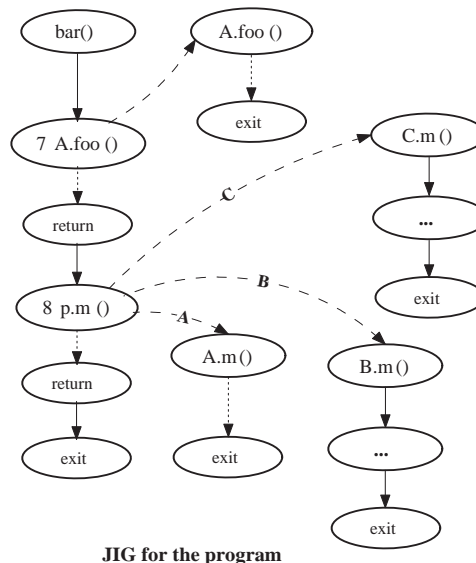 bar()
A.foo ()
7 A.foo ()
exit
C.m ()
C
return
...
8 p.m ()
B
exit
A
A.m()
B.m ()
return
exit
exit
...
exit
JIG for the program